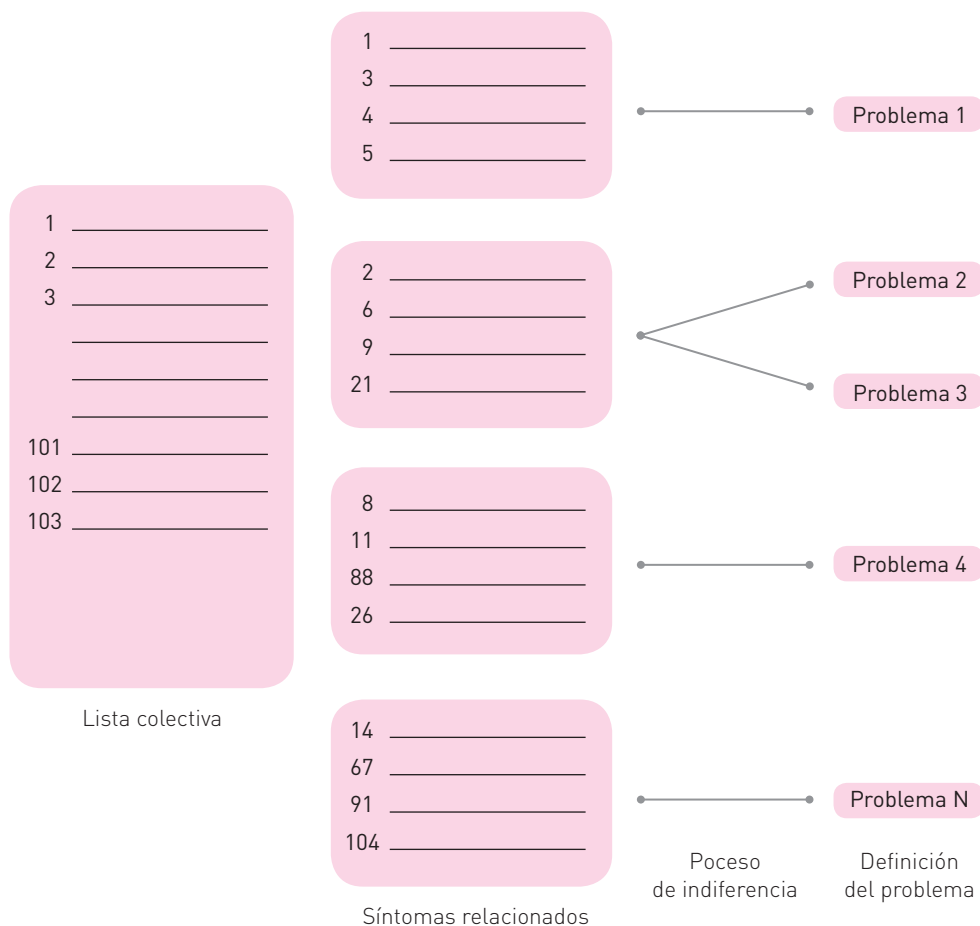 1
2
3
101
102
103
Lista colectiva
1
3
4
5
2
6
9
21
8
11
88
26
14
67
91
104
Síntomas relacionados
Poceso
de indiferencia
Problema 1
Problema 2
Problema 3
Problema 4
Problema N
Definición
del problema